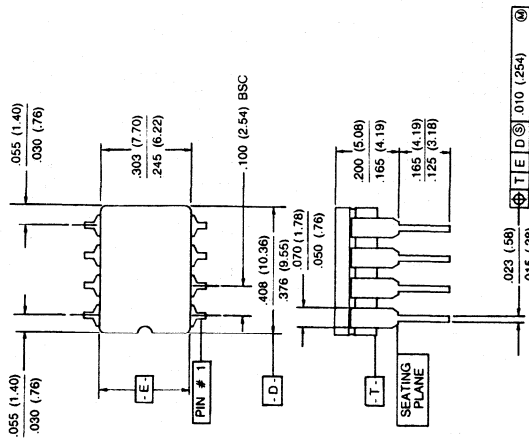 .055 (1.40)
.030 (.76)
.303 (7.70)
.245 (6.22)
.100 (2.54) BSC
.055 (1.40)
.030 (.76)
- E -
PIN # 1
.408 (10.36)
.376 (9.55)
- D -
.200 (5.08)
.165 (4.19)
.165 (4.19)
.125 (3.18)
.070 (1.78)
.050 (.76)
- T -
SEATING
PLANE
.023 (.58)
⌖ T E D Ⓢ .010 (.254) Ⓜ